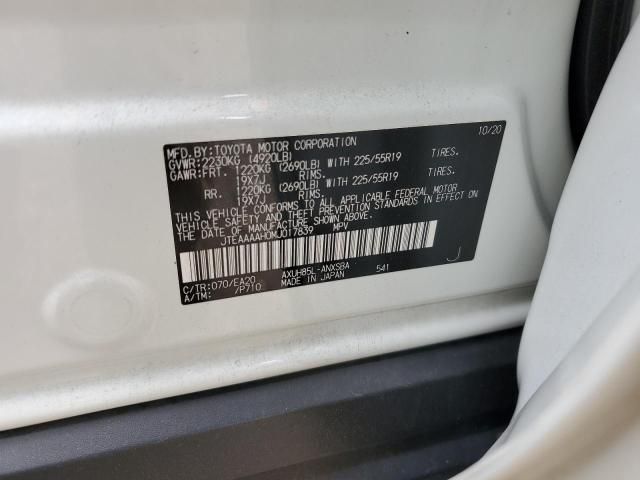 MFD. BY: TOYOTA MOTOR CORPORATION 10/20
GVWR: 2230KG (4920LB)
GAWR: FRT. 1220KG (2690LB) WITH 225/55R19 TIRES.
19X7J RIMS.
RR. 1220KG (2690LB) WITH 225/55R19 TIRES.
19X7J RIMS.
THIS VEHICLE CONFORMS TO ALL APPLICABLE FEDERAL MOTOR
VEHICLE SAFETY, BUMPER, AND THEFT PREVENTION STANDARDS IN
EFFECT ON THE DATE OF MANUFACTURE SHOWN ABOVE.
JTEAAAAH0MJ017839 MPV
C/TR: 070/EA20 AXUH85L-ANXSBA 541 J
A/TM: /P710 MADE IN JAPAN